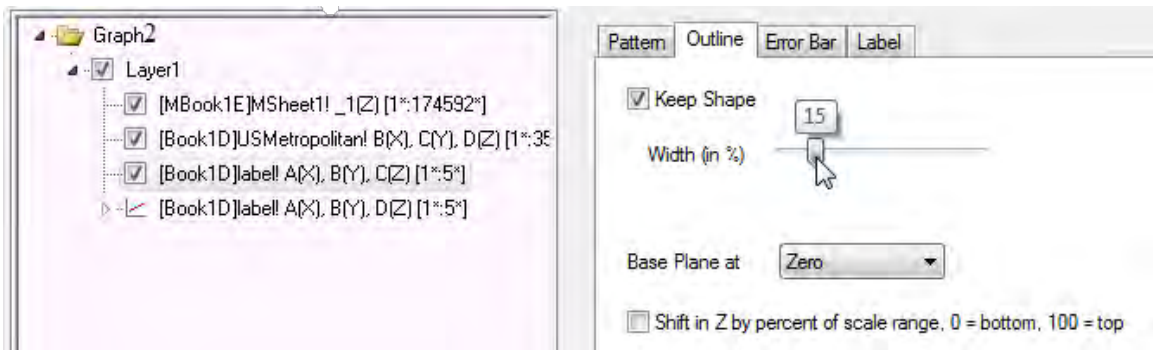 Graph2
Layer1
[MBook1E]MSheet1! _1(Z) [1*:174592*]
[Book1D]USMetropolitan! B(X), C(Y), D(Z) [1*:35
[Book1D]label! A(X), B(Y), C(Z) [1*:5*]
[Book1D]label! A(X), B(Y), D(Z) [1*:5*]
Pattern Outline Error Bar Label
Keep Shape
15
Width (in %)
Base Plane at Zero
Shift in Z by percent of scale range, 0 = bottom, 100 = top